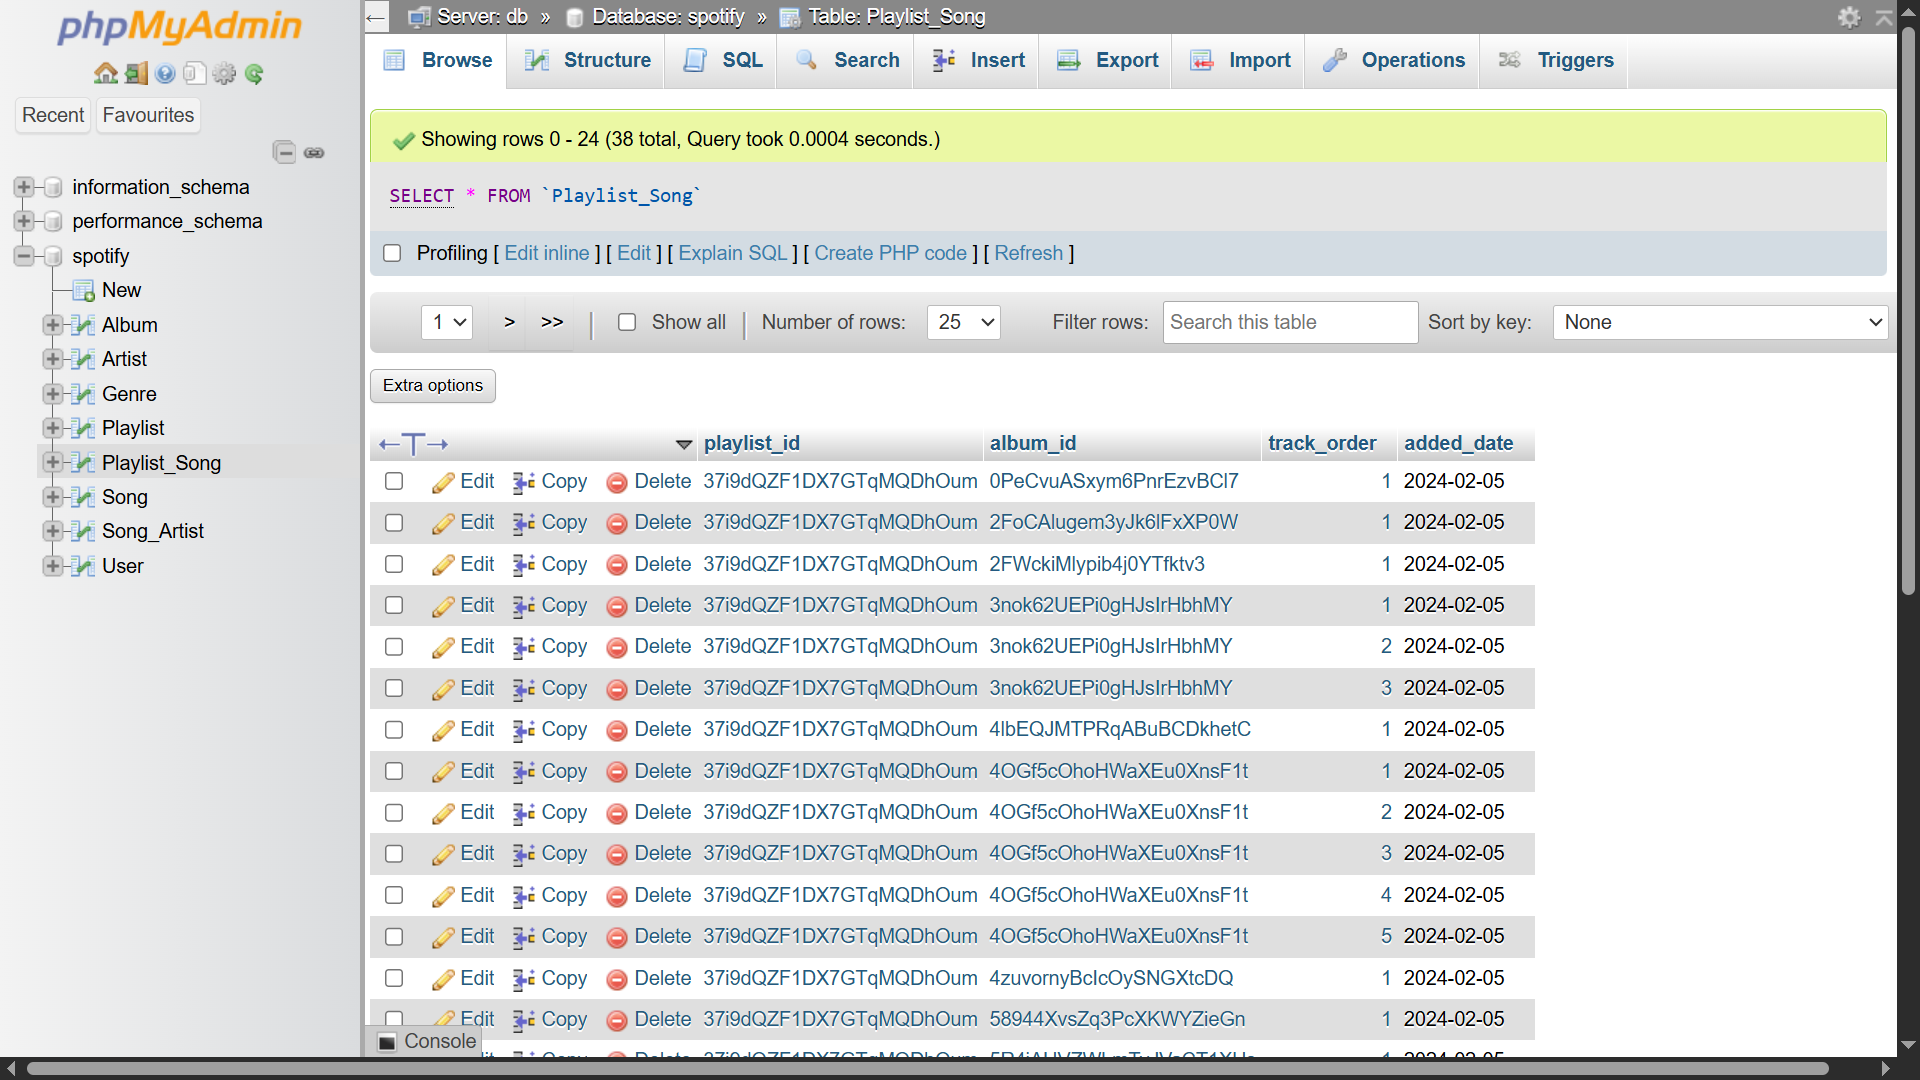 phpMyAdmin
Recent Favourites
information_schema
performance_schema
spotify
New
Album
Artist
Genre
Playlist
Playlist_Song
Song
Song_Artist
User
← Server: db » Database: spotify » Table: Playlist_Song
Browse Structure SQL Search Insert Export Import Operations Triggers
Showing rows 0 - 24 (38 total, Query took 0.0004 seconds.)
SELECT * FROM `Playlist_Song`
Profiling [ Edit inline ] [ Edit ] [ Explain SQL ] [ Create PHP code ] [ Refresh ]
1 > >> | Show all | Number of rows: 25 Filter rows: Search this table Sort by key: None
Extra options
←T→ playlist_id album_id track_order added_date
Edit Copy Delete 37i9dQZF1DX7GTqMQDhOum 0PeCvuASxym6PnrEzvBCl7 1 2024-02-05
Edit Copy Delete 37i9dQZF1DX7GTqMQDhOum 2FoCAlugem3yJk6lFxXP0W 1 2024-02-05
Edit Copy Delete 37i9dQZF1DX7GTqMQDhOum 2FWckiMlypib4j0YTfktv3 1 2024-02-05
Edit Copy Delete 37i9dQZF1DX7GTqMQDhOum 3nok62UEPi0gHJsIrHbhMY 1 2024-02-05
Edit Copy Delete 37i9dQZF1DX7GTqMQDhOum 3nok62UEPi0gHJsIrHbhMY 2 2024-02-05
Edit Copy Delete 37i9dQZF1DX7GTqMQDhOum 3nok62UEPi0gHJsIrHbhMY 3 2024-02-05
Edit Copy Delete 37i9dQZF1DX7GTqMQDhOum 4lbEQJMTPRqABuBCDkhetC 1 2024-02-05
Edit Copy Delete 37i9dQZF1DX7GTqMQDhOum 4OGf5cOhoHWaXEu0XnsF1t 1 2024-02-05
Edit Copy Delete 37i9dQZF1DX7GTqMQDhOum 4OGf5cOhoHWaXEu0XnsF1t 2 2024-02-05
Edit Copy Delete 37i9dQZF1DX7GTqMQDhOum 4OGf5cOhoHWaXEu0XnsF1t 3 2024-02-05
Edit Copy Delete 37i9dQZF1DX7GTqMQDhOum 4OGf5cOhoHWaXEu0XnsF1t 4 2024-02-05
Edit Copy Delete 37i9dQZF1DX7GTqMQDhOum 4OGf5cOhoHWaXEu0XnsF1t 5 2024-02-05
Edit Copy Delete 37i9dQZF1DX7GTqMQDhOum 4zuvornyBcIcOySNGXtcDQ 1 2024-02-05
Edit Copy Delete 37i9dQZF1DX7GTqMQDhOum 58944XvsZq3PcXKWYZieGn 1 2024-02-05
Console